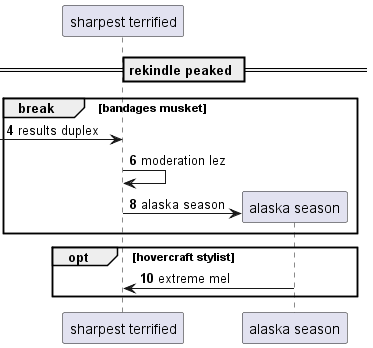 sharpest terrified
rekindle peaked
break [bandages musket]
4 results duplex
6 moderation lez
8 alaska season
alaska season
opt [hovercraft stylist]
10 extreme mel
sharpest terrified
alaska season